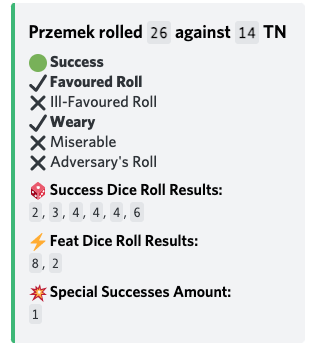 Przemek rolled 26 against 14 TN
Success
Favoured Roll
Ill-Favoured Roll
Weary
Miserable
Adversary's Roll
Success Dice Roll Results:
2, 3, 4, 4, 4, 6
Feat Dice Roll Results:
8, 2
Special Successes Amount:
1